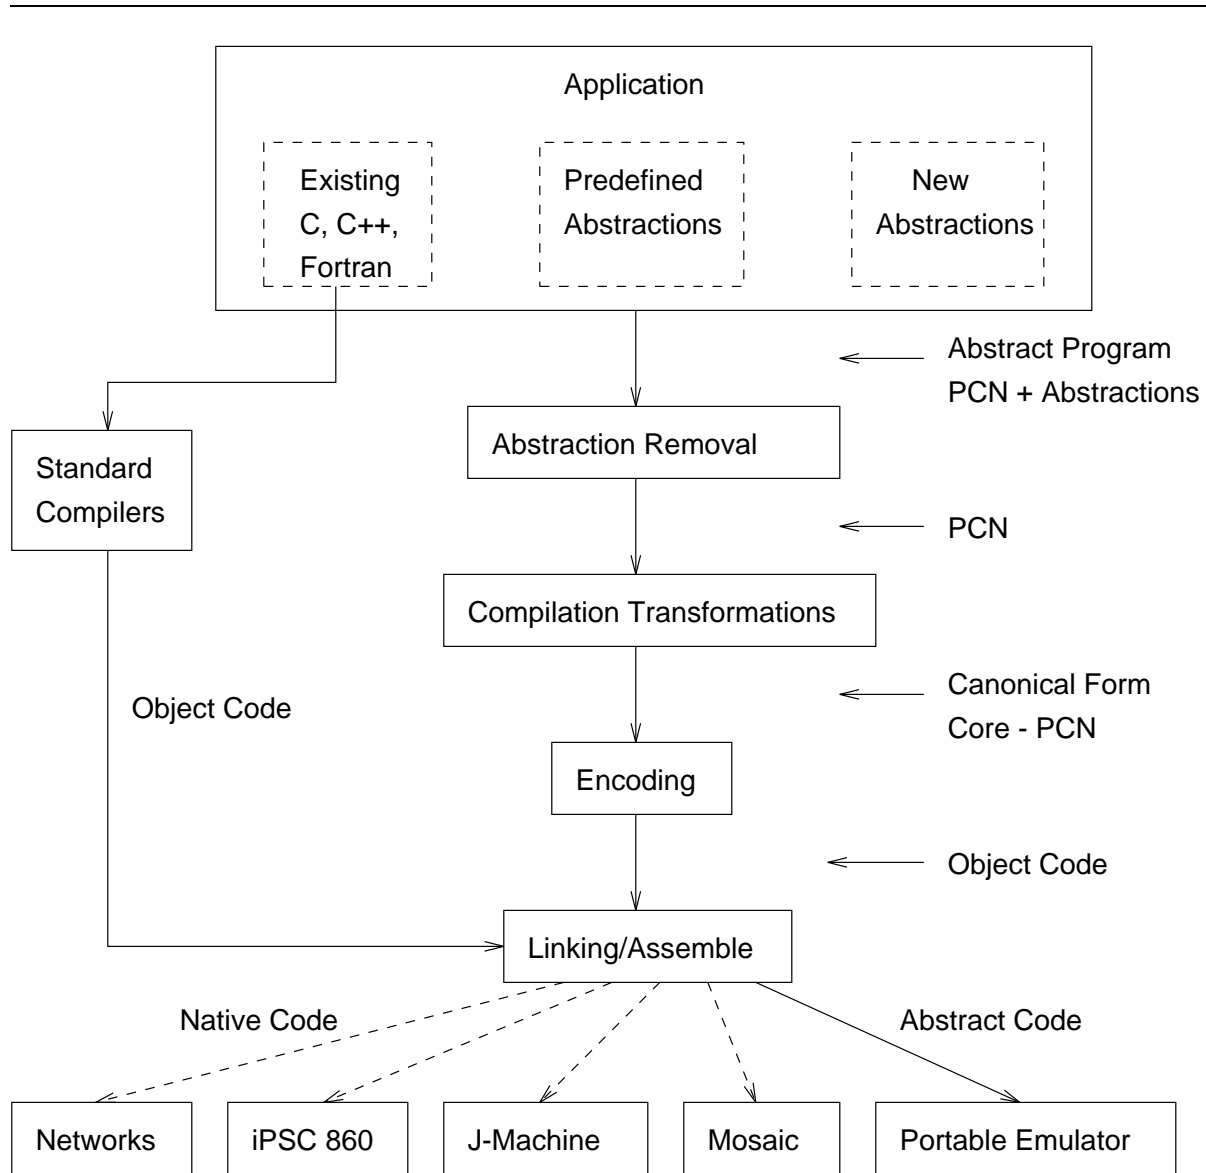 Application
Existing
C, C++,
Fortran
Predefined
Abstractions
New
Abstractions
Abstract Program
PCN + Abstractions
Abstraction Removal
Standard
Compilers
PCN
Compilation Transformations
Object Code
Canonical Form
Core - PCN
Encoding
Object Code
Linking/Assemble
Native Code
Abstract Code
Networks
iPSC 860
J-Machine
Mosaic
Portable Emulator